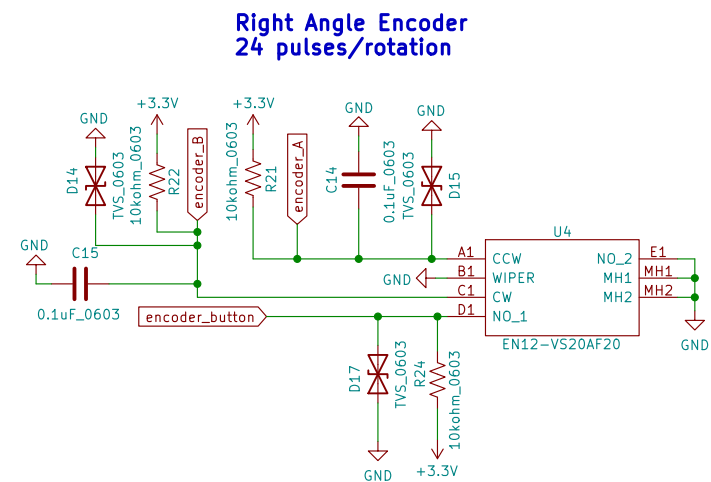 Right Angle Encoder
24 pulses/rotation
GND
+3.3V
+3.3V
GND
GND
D14
TVS_0603
10kohm_0603
R22
encoder_B
10kohm_0603
R21
encoder_A
C14
0.1uF_0603
TVS_0603
D15
GND
C15
0.1uF_0603
U4
A1
CCW
NO_2
E1
GND
B1
WIPER
MH1
MH1
C1
CW
MH2
MH2
encoder_button
D1
NO_1
EN12-VS20AF20
GND
D17
TVS_0603
R24
10kohm_0603
GND
+3.3V